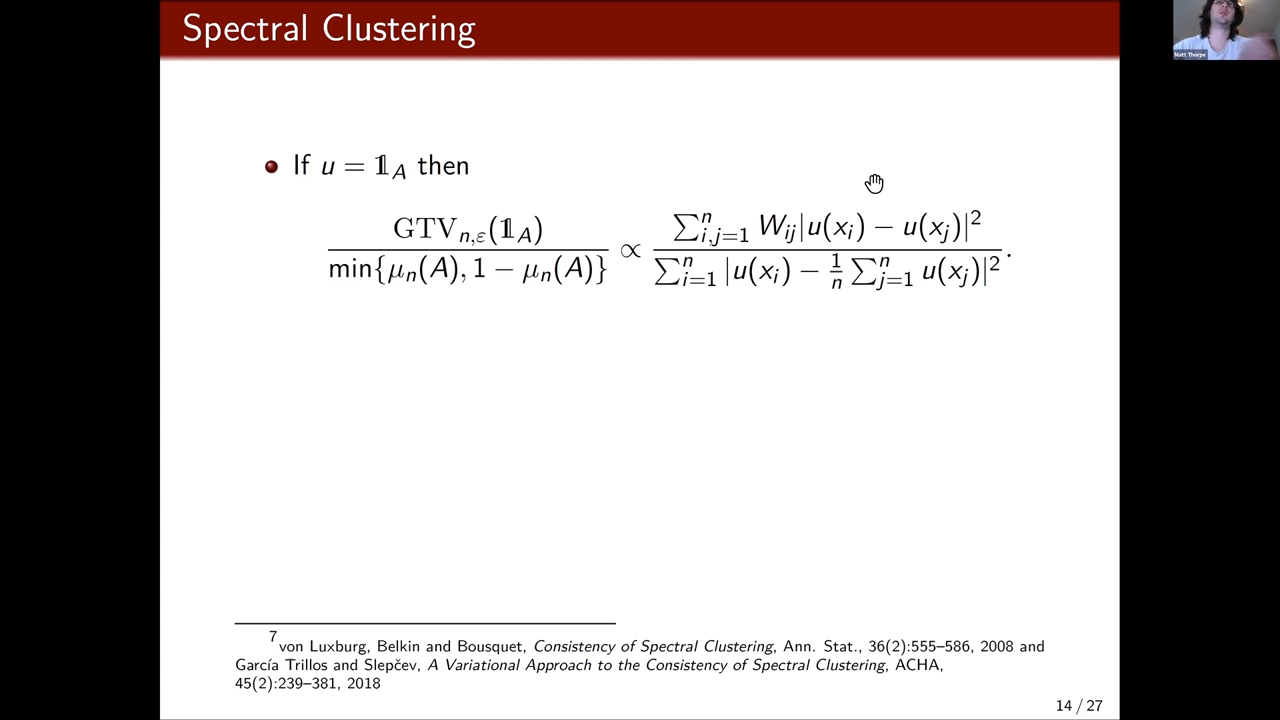 Spectral Clustering
Matt Thorpe
If u = 𝟙_A then
GTV_{n,ε}(𝟙_A) / min{μ_n(A), 1 − μ_n(A)} ∝ ∑_{i,j=1}^n W_{ij}|u(x_i) − u(x_j)|² / ∑_{i=1}^n |u(x_i) − 1/n ∑_{j=1}^n u(x_j)|² .
7 von Luxburg, Belkin and Bousquet, Consistency of Spectral Clustering, Ann. Stat., 36(2):555–586, 2008 and
García Trillos and Slepčev, A Variational Approach to the Consistency of Spectral Clustering, ACHA,
45(2):239–381, 2018
14 / 27